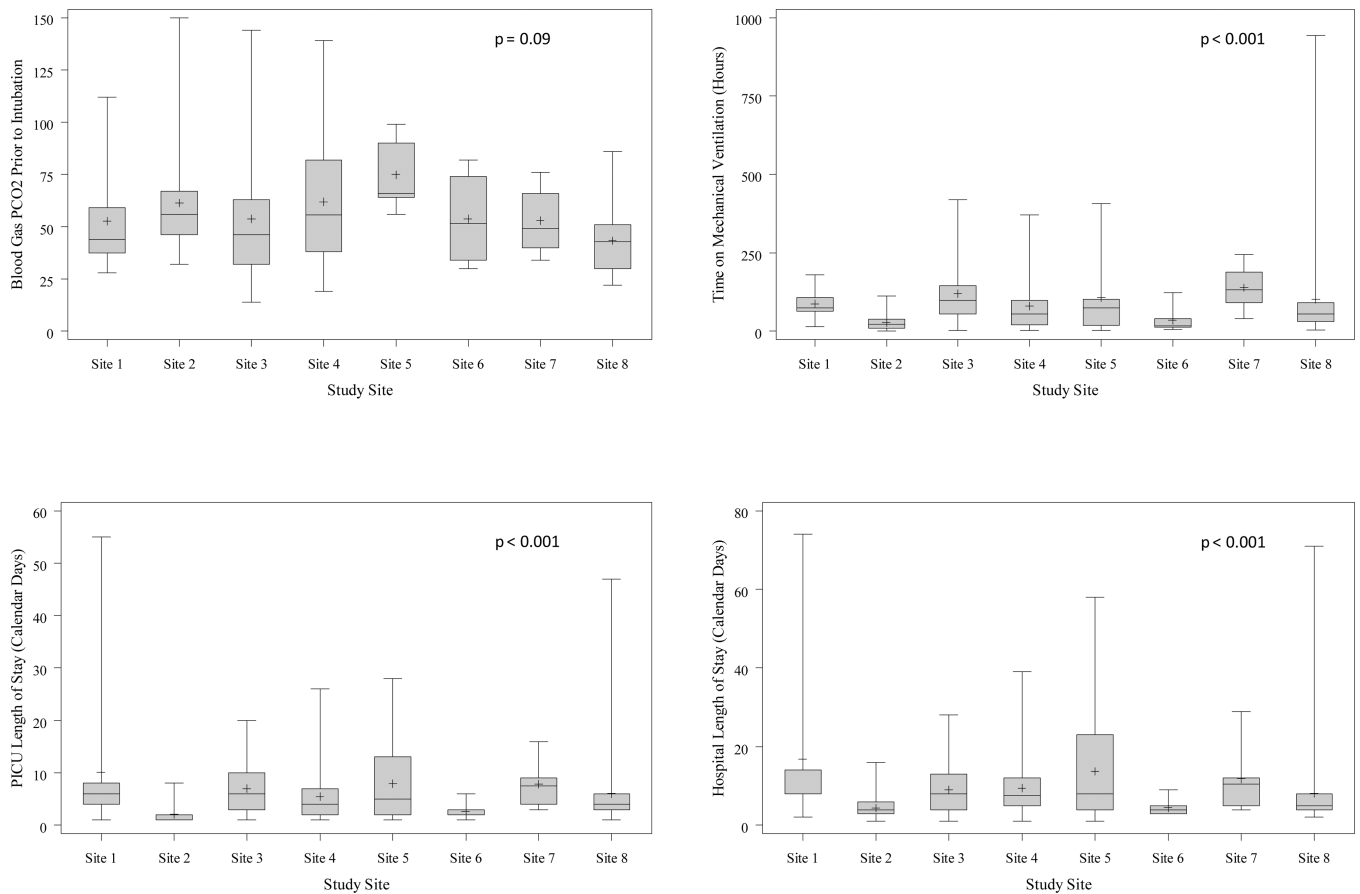 Blood Gas PCO2 Prior to Intubation
150
125
100
75
50
25
0
p = 0.09
Site 1 Site 2 Site 3 Site 4 Site 5 Site 6 Site 7 Site 8
Study Site
Time on Mechanical Ventilation (Hours)
1000
750
500
250
0
p < 0.001
Site 1 Site 2 Site 3 Site 4 Site 5 Site 6 Site 7 Site 8
Study Site
PICU Length of Stay (Calendar Days)
60
50
40
30
20
10
0
p < 0.001
Site 1 Site 2 Site 3 Site 4 Site 5 Site 6 Site 7 Site 8
Study Site
Hospital Length of Stay (Calendar Days)
80
60
40
20
0
p < 0.001
Site 1 Site 2 Site 3 Site 4 Site 5 Site 6 Site 7 Site 8
Study Site